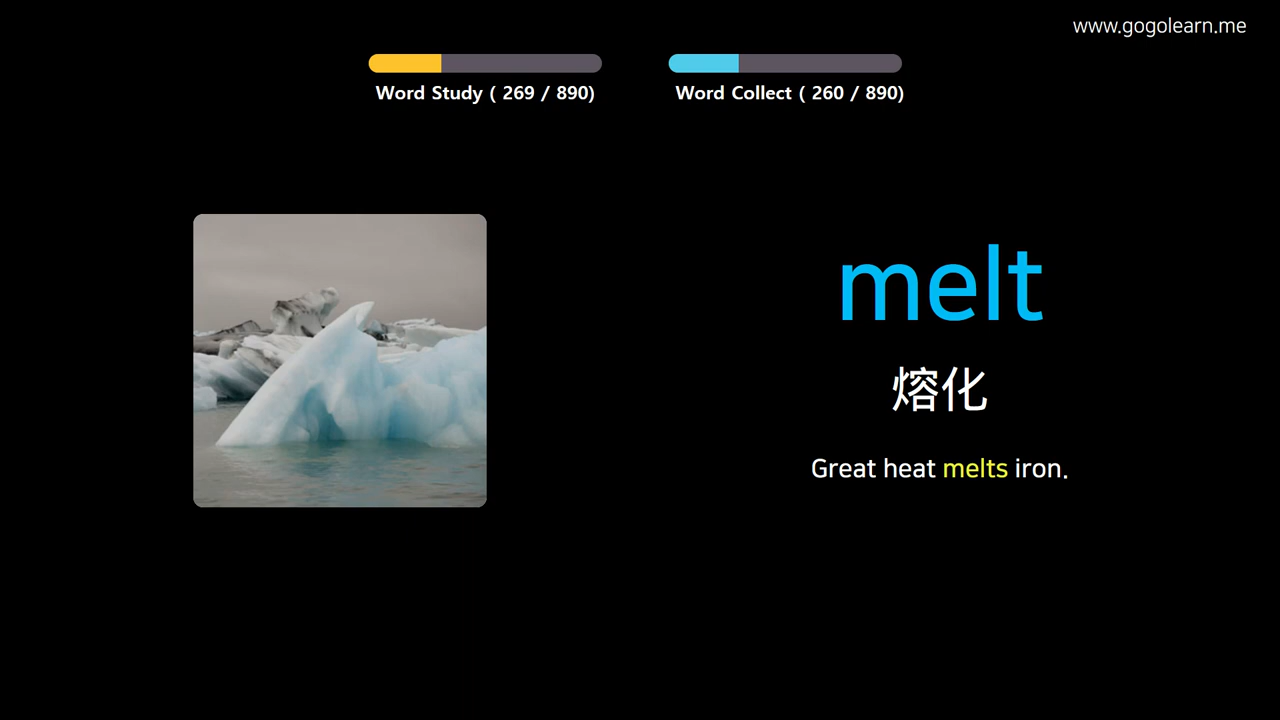 www.gogolearn.me
Word Study ( 269 / 890)
Word Collect ( 260 / 890)
melt
熔化
Great heat melts iron.